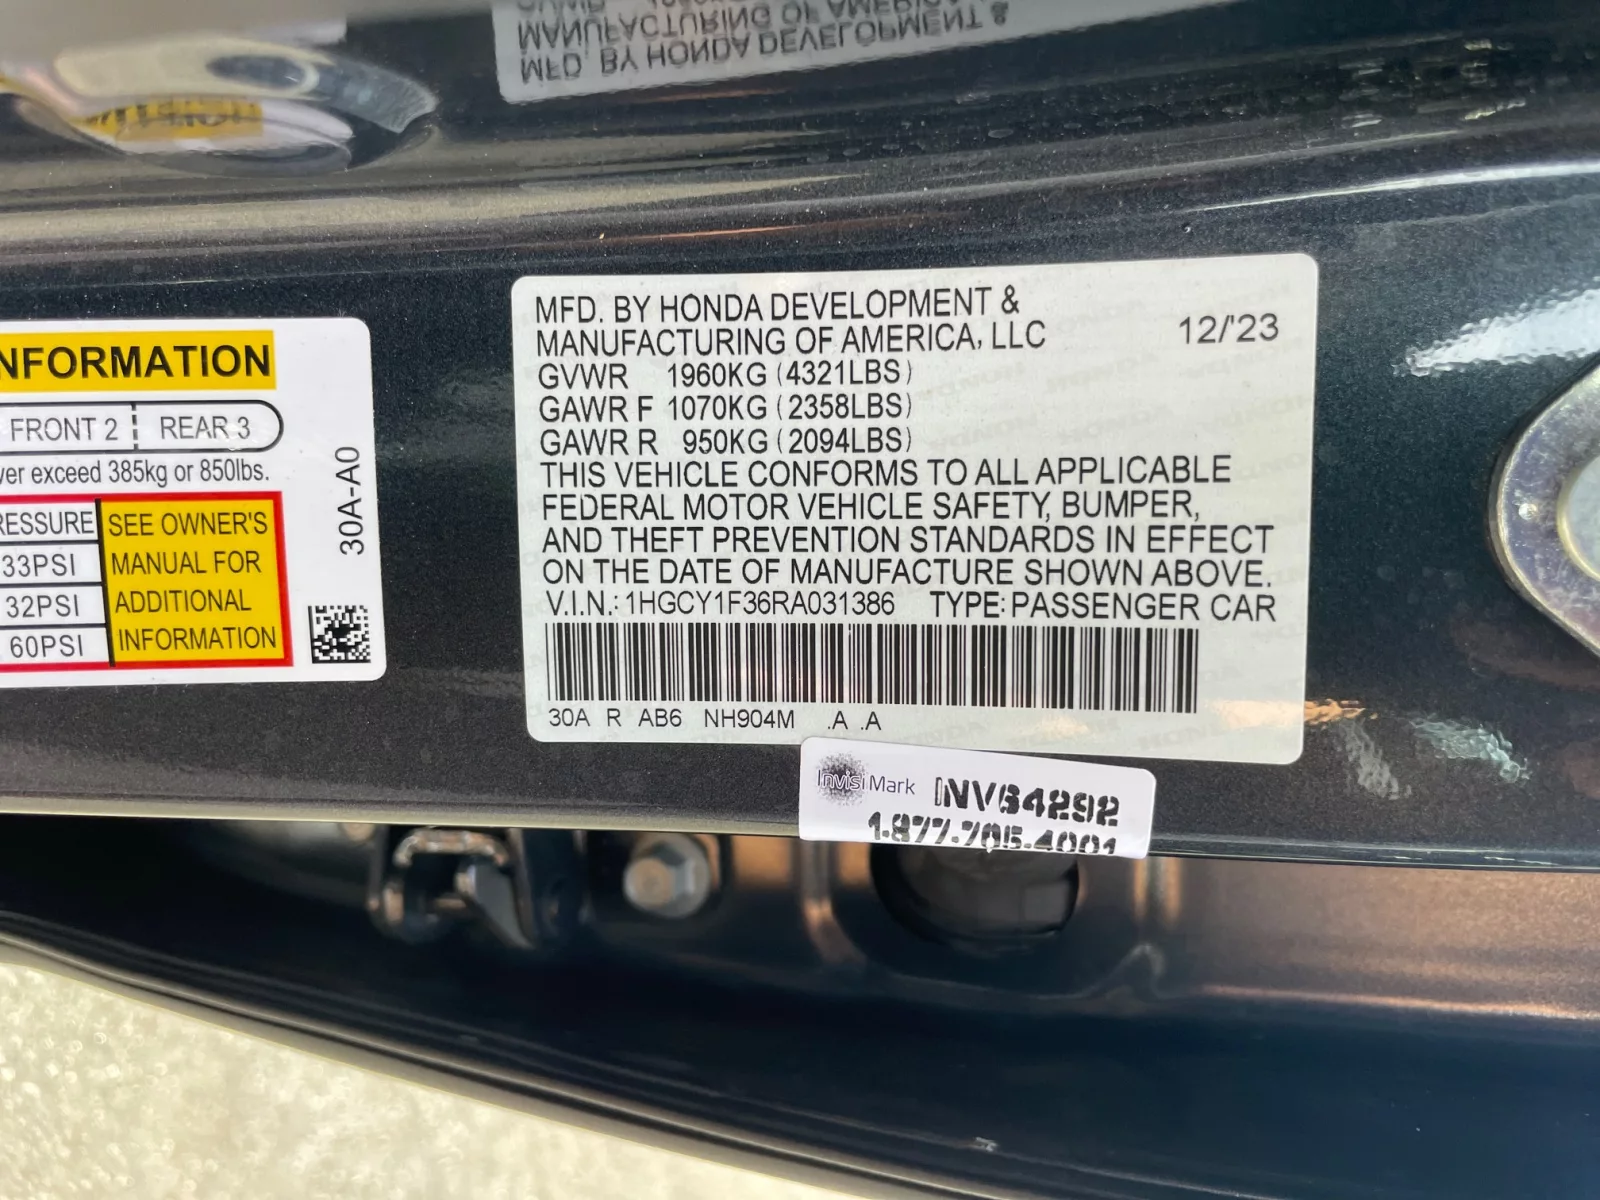 MFD. BY HONDA DEVELOPMENT &
MANUFACTURING OF AMERICA
NFORMATION
FRONT 2 REAR 3
ver exceed 385kg or 850lbs.
RESSURE SEE OWNER'S
33PSI MANUAL FOR
32PSI ADDITIONAL
60PSI INFORMATION
30A-A0
MFD. BY HONDA DEVELOPMENT &
MANUFACTURING OF AMERICA, LLC 12/'23
GVWR 1960KG (4321LBS)
GAWR F 1070KG (2358LBS)
GAWR R 950KG (2094LBS)
THIS VEHICLE CONFORMS TO ALL APPLICABLE
FEDERAL MOTOR VEHICLE SAFETY, BUMPER,
AND THEFT PREVENTION STANDARDS IN EFFECT
ON THE DATE OF MANUFACTURE SHOWN ABOVE.
V.I.N.: 1HGCY1F36RA031386 TYPE: PASSENGER CAR
30A R AB6 NH904M .A .A
InvisiMark INV64292
1-877-705-4001